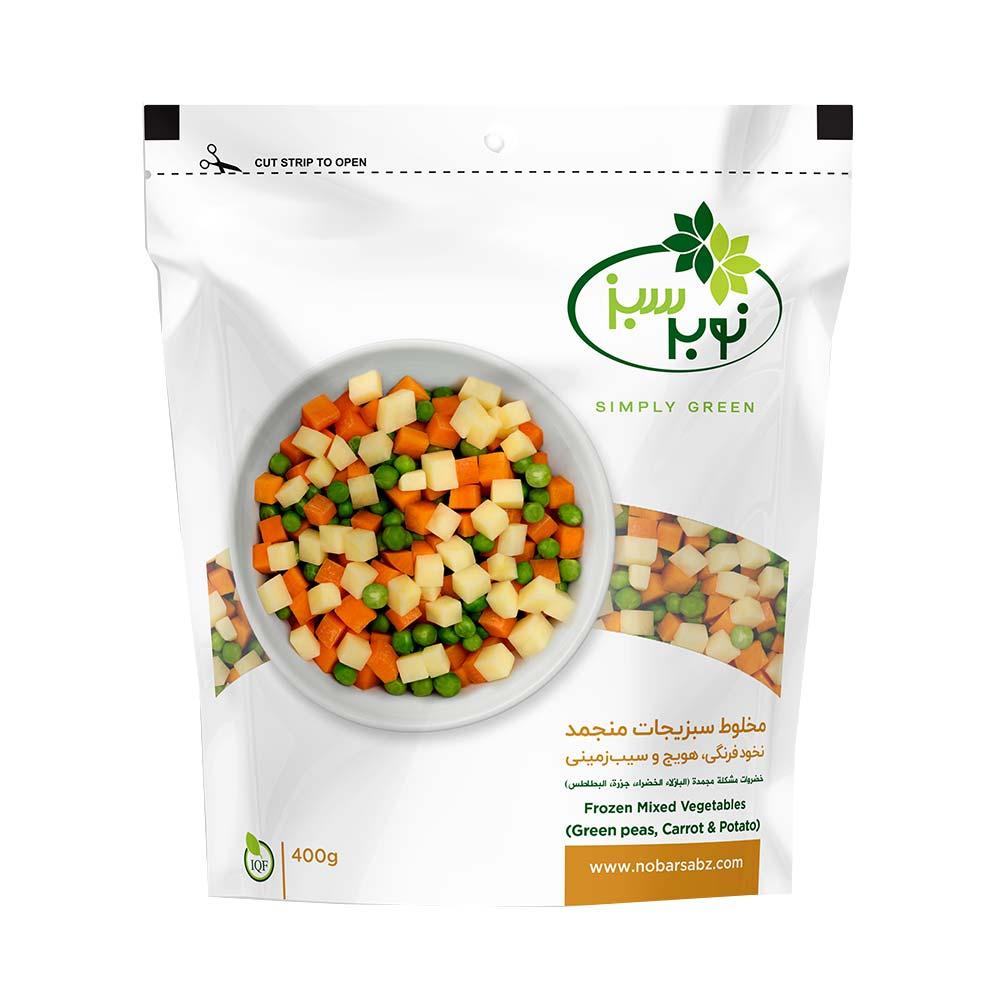 CUT STRIP TO OPEN
نوبر سبز
SIMPLY GREEN
مخلوط سبزیجات منجمد
نخود فرنگی، هویج و سیب‌زمینی
خضروات مشكلة مجمدة (البازلاء الخضراء، جزرة، البطاطس)
Frozen Mixed Vegetables
(Green peas, Carrot & Potato)
www.nobarsabz.com
IQF
400g